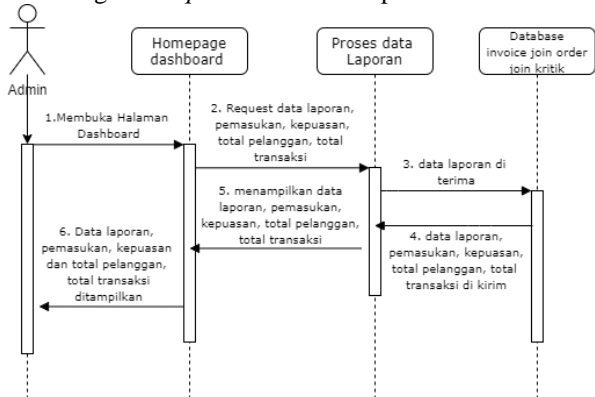 Admin
Homepage
dashboard
Proses data
Laporan
Database
invoice join order
join kritik
1.Membuka Halaman
Dashboard
2. Request data laporan,
pemasukan, kepuasan,
total pelanggan, total
transaksi
3. data laporan di
terima
4. data laporan,
pemasukan, kepuasan,
total pelanggan, total
transaksi di kirim
5. menampilkan data
laporan, pemasukan,
kepuasan, total pelanggan,
total transaksi
6. Data laporan,
pemasukan, kepuasan
dan total pelanggan,
total transaksi
ditampilkan